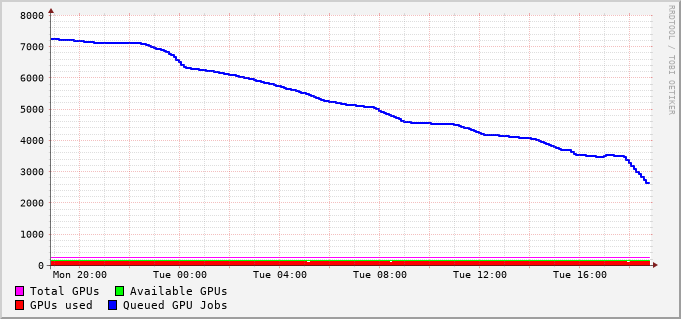 8000
7000
6000
5000
4000
3000
2000
1000
0
Mon 20:00 Tue 00:00 Tue 04:00 Tue 08:00 Tue 12:00 Tue 16:00
Total GPUs Available GPUs
GPUs used Queued GPU Jobs
RRDTOOL / TOBI OETIKER